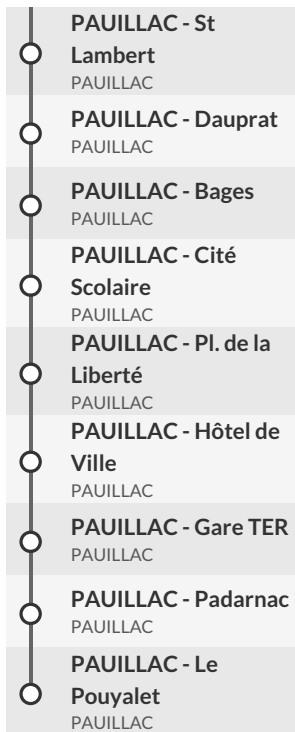 PAUILLAC - St
Lambert
PAUILLAC
PAUILLAC - Dauprat
PAUILLAC
PAUILLAC - Bages
PAUILLAC
PAUILLAC - Cité
Scolaire
PAUILLAC
PAUILLAC - Pl. de la
Liberté
PAUILLAC
PAUILLAC - Hôtel de
Ville
PAUILLAC
PAUILLAC - Gare TER
PAUILLAC
PAUILLAC - Padarnac
PAUILLAC
PAUILLAC - Le
Pouyalet
PAUILLAC